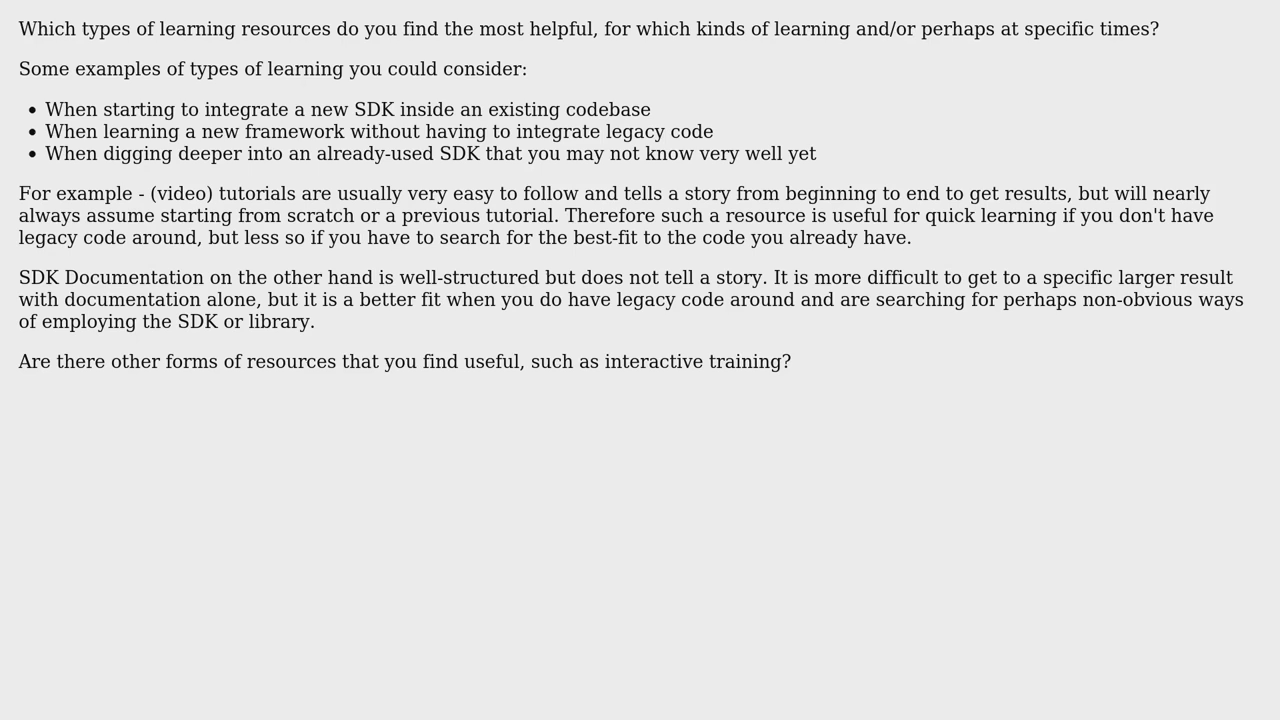 Which types of learning resources do you find the most helpful, for which kinds of learning and/or perhaps at specific times?
Some examples of types of learning you could consider:
• When starting to integrate a new SDK inside an existing codebase
• When learning a new framework without having to integrate legacy code
• When digging deeper into an already-used SDK that you may not know very well yet
For example - (video) tutorials are usually very easy to follow and tells a story from beginning to end to get results, but will nearly
always assume starting from scratch or a previous tutorial. Therefore such a resource is useful for quick learning if you don't have
legacy code around, but less so if you have to search for the best-fit to the code you already have.
SDK Documentation on the other hand is well-structured but does not tell a story. It is more difficult to get to a specific larger result
with documentation alone, but it is a better fit when you do have legacy code around and are searching for perhaps non-obvious ways
of employing the SDK or library.
Are there other forms of resources that you find useful, such as interactive training?